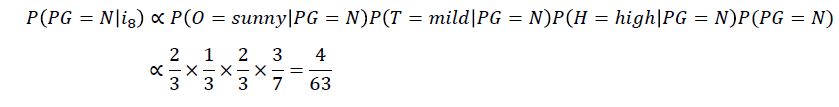 P(PG = N|i₈) ∝ P(O = sunny|PG = N)P(T = mild|PG = N)P(H = high|PG = N)P(PG = N)
∝ 2/3 × 1/3 × 2/3 × 3/7 = 4/63